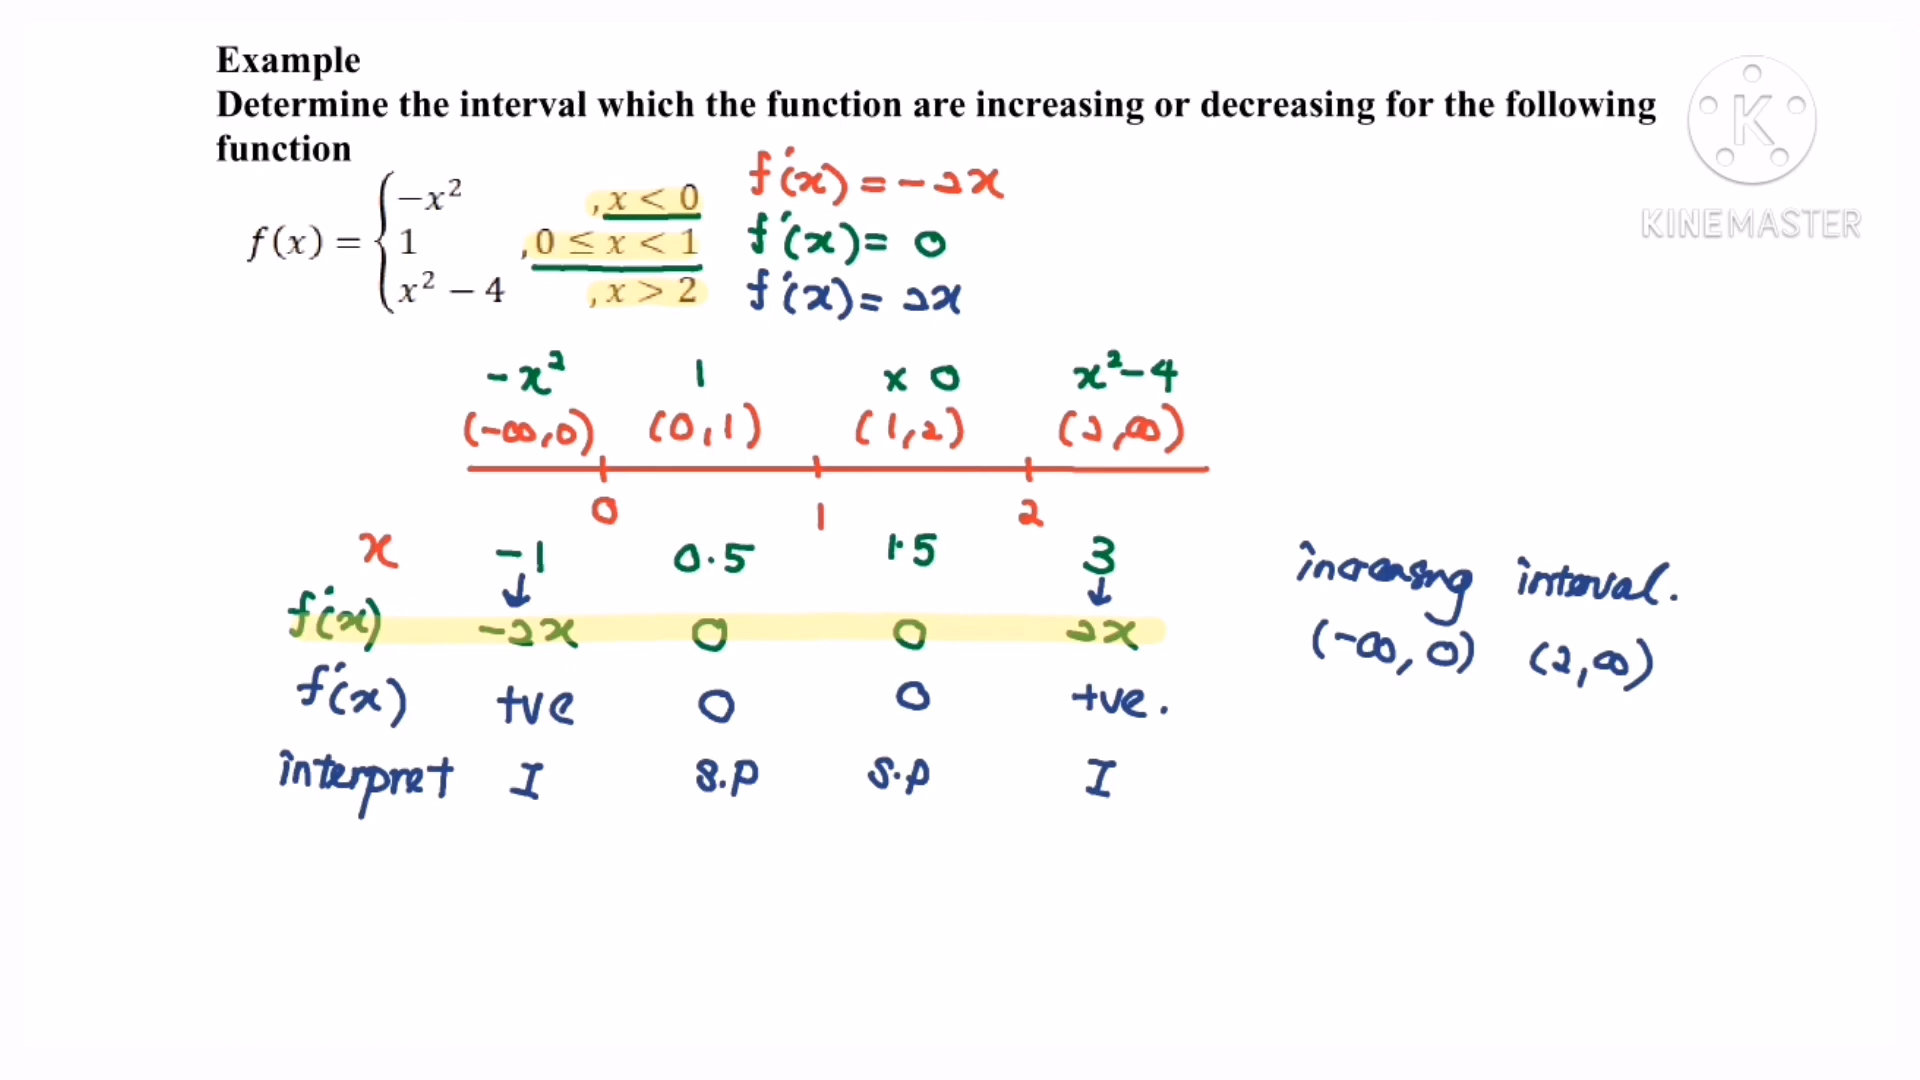 Example
Determine the interval which the function are increasing or decreasing for the following
function
f(x) = { −x² , x < 0 f'(x) = -2x
1 , 0 ≤ x < 1 f'(x) = 0
x² − 4 , x > 2 f'(x) = 2x
K
KINEMASTER
-x² 1 x 0 x²-4
(-∞,0) (0,1) (1,2) (2,∞)
0 1 2
x -1 0.5 1.5 3
↓ ↓
f'(x) -2x 0 0 2x
f'(x) +ve 0 0 +ve.
interpret I S.P S.P I
increasing interval.
(-∞, 0) (2,∞)